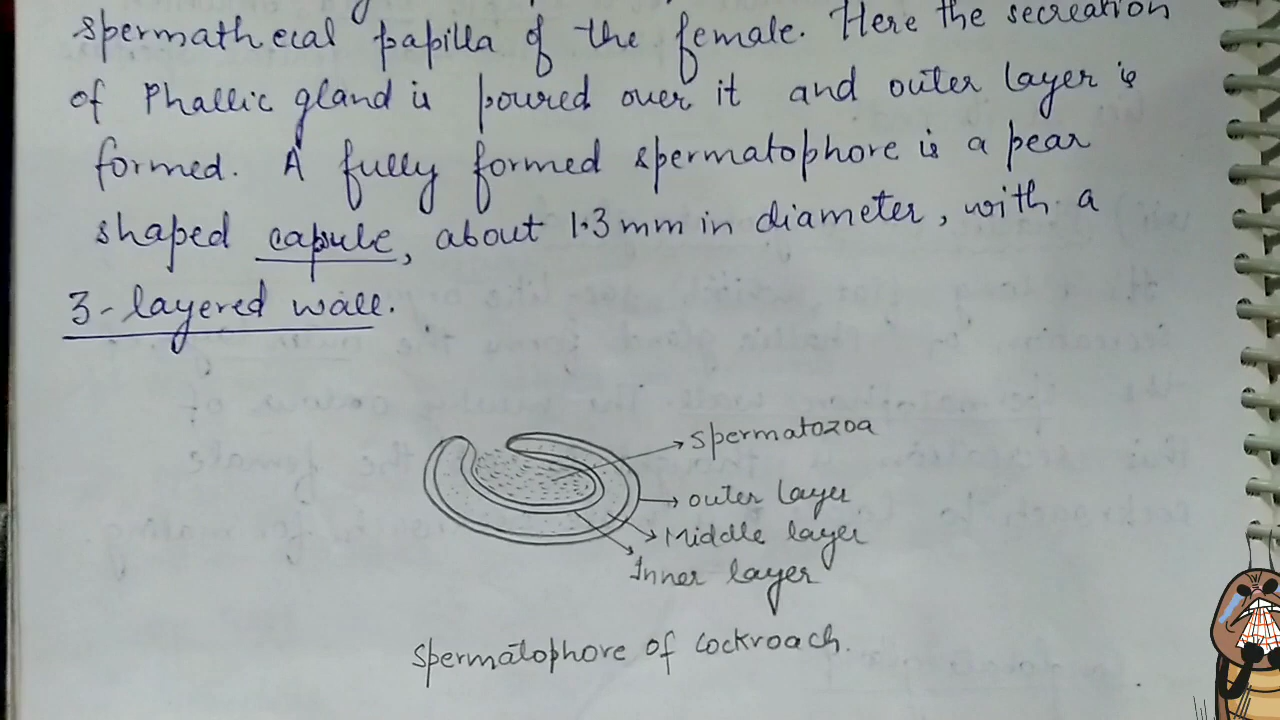 spermathecal papilla of the female. Here the secreation
of Phallic gland is poured over it and outer layer is
formed. A fully formed spermatophore is a pear
shaped capule, about 1.3 mm in diameter, with a
3-layered wall.
spermatozoa
outer layer
Middle layer
Inner layer
Spermatophore of cockroach.